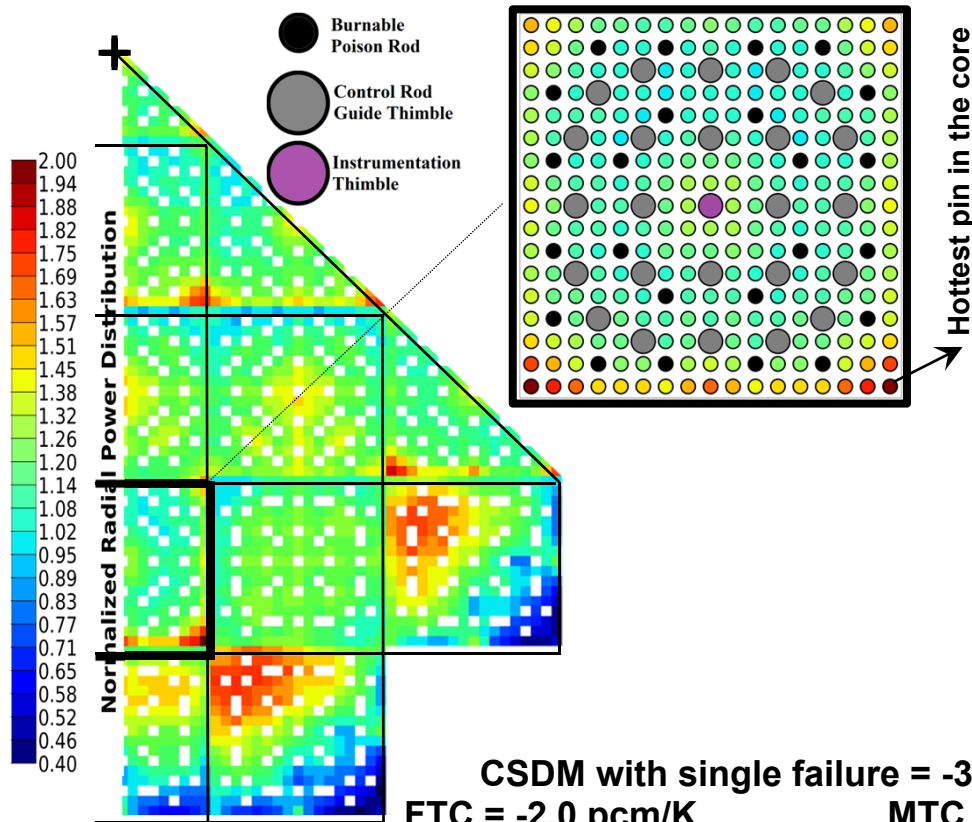 Burnable
Poison Rod
Control Rod
Guide Thimble
Instrumentation
Thimble
Normalized Radial Power Distribution
2.00
1.94
1.88
1.82
1.75
1.69
1.63
1.57
1.51
1.45
1.38
1.32
1.26
1.20
1.14
1.08
1.02
0.95
0.89
0.83
0.77
0.71
0.65
0.58
0.52
0.46
0.40
Hottest pin in the core
CSDM with single failure = -3
FTC = -2.0 pcm/K MTC